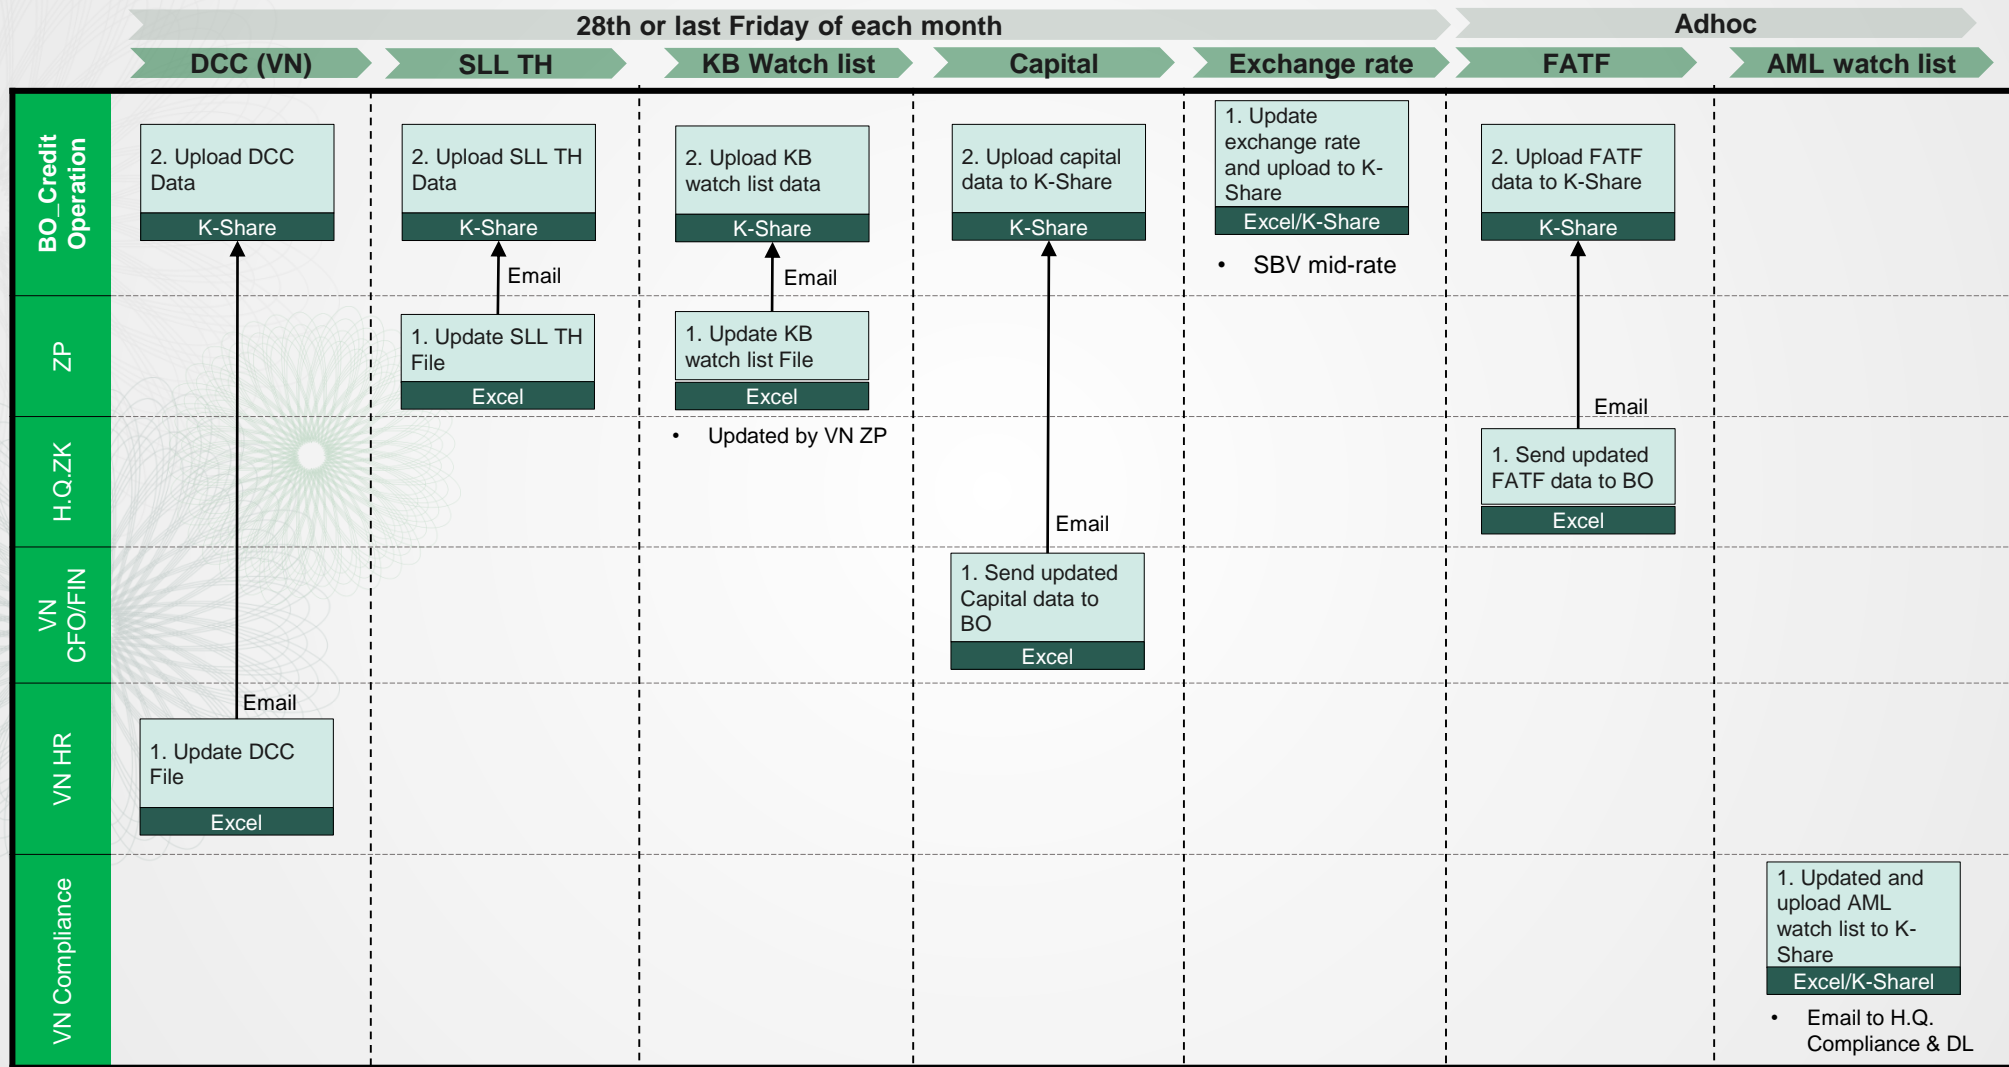 28th or last Friday of each month
Adhoc
DCC (VN)
SLL TH
KB Watch list
Capital
Exchange rate
FATF
AML watch list
BO_Credit
Operation
2. Upload DCC
Data
K-Share
2. Upload SLL TH
Data
K-Share
Email
2. Upload KB
watch list data
K-Share
Email
2. Upload capital
data to K-Share
K-Share
1. Update
exchange rate
and upload to K-
Share
Excel/K-Share
• SBV mid-rate
2. Upload FATF
data to K-Share
K-Share
ZP
1. Update SLL TH
File
Excel
1. Update KB
watch list File
Excel
Email
H.Q.ZK
• Updated by VN ZP
Email
1. Send updated
FATF data to BO
Excel
VN
CFO/FIN
1. Send updated
Capital data to
BO
Excel
VN HR
Email
1. Update DCC
File
Excel
VN Compliance
1. Updated and
upload AML
watch list to K-
Share
Excel/K-Sharel
• Email to H.Q.
Compliance & DL